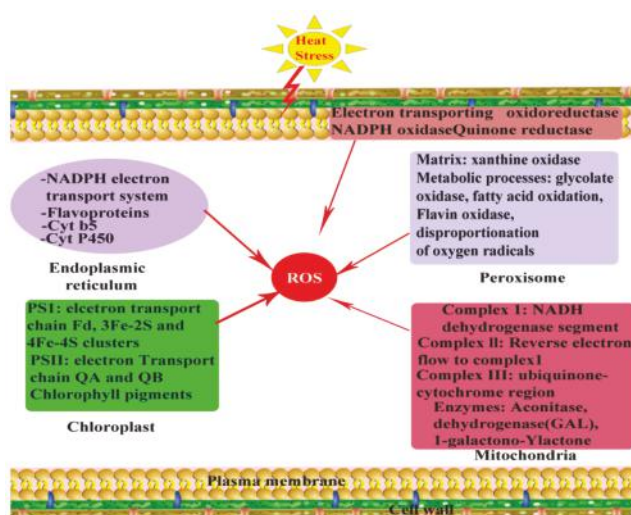 Heat
Stress
Electron transporting oxidoreductase
NADPH oxidaseQuinone reductase
-NADPH electron
transport system
-Flavoproteins
-Cyt b5
-Cyt P450
Endoplasmic
reticulum
Matrix: xanthine oxidase
Metabolic processes: glycolate
oxidase, fatty acid oxidation,
Flavin oxidase,
disproportionation
of oxygen radicals
Peroxisome
ROS
PSI: elcetron transport
chain Fd, 3Fe-2S and
4Fe-4S clusters
PSII: electron Transport
chain QA and QB
Chlorophyll pigments
Chloroplast
Complex I: NADH
dehydrogenase segment
Complex ll: Reverse electron
flow to complex1
Complex III: ubiquinone-
cytochrome region
Enzymes: Aconitase,
dehydrogenase(GAL),
1-galactono-Ylactone
Mitochondria
Plasma membrane
Cell wall